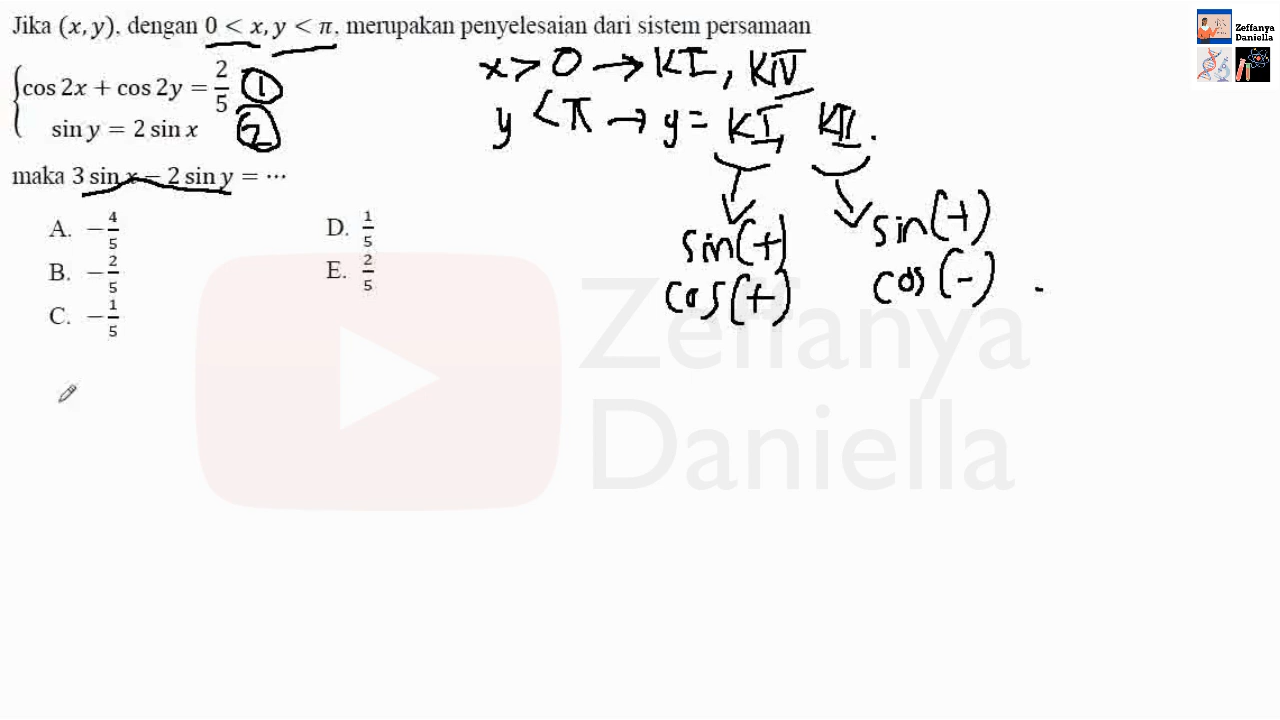 Jika (x, y), dengan 0 < x, y < π, merupakan penyelesaian dari sistem persamaan
cos 2x + cos 2y = 2/5 ①
sin y = 2 sin x ②
maka 3 sin x − 2 sin y = ⋯
A. −4/5
B. −2/5
C. −1/5
D. 1/5
E. 2/5
x > 0 → KI, KIV
y < π → y = KI, KII.
sin(+)
cos(+)
sin(+)
cos(-)
Zeffanya
Daniella
Zeffanya
Daniella